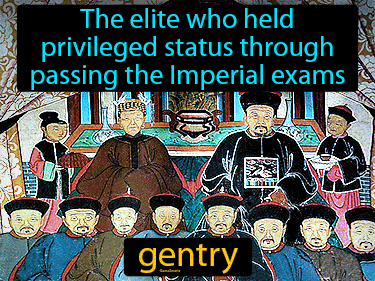 The elite who held
privileged status through
passing the Imperial exams
gentry